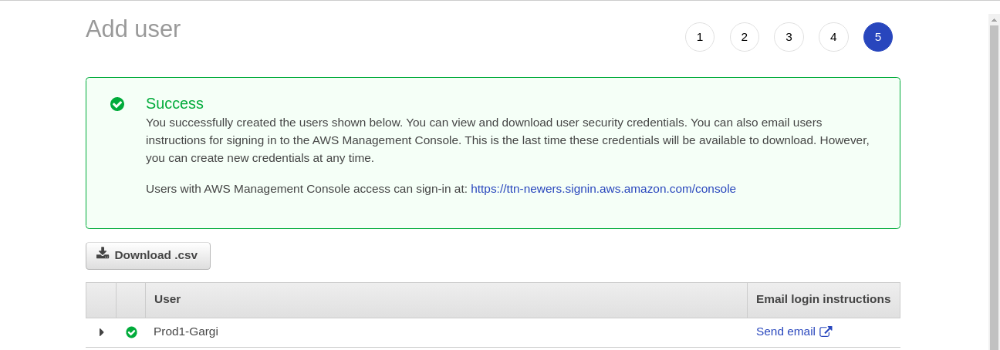 Add user
1 2 3 4 5
Success
You successfully created the users shown below. You can view and download user security credentials. You can also email users
instructions for signing in to the AWS Management Console. This is the last time these credentials will be available to download. However,
you can create new credentials at any time.
Users with AWS Management Console access can sign-in at: https://ttn-newers.signin.aws.amazon.com/console
Download .csv
User Email login instructions
Prod1-Gargi Send email